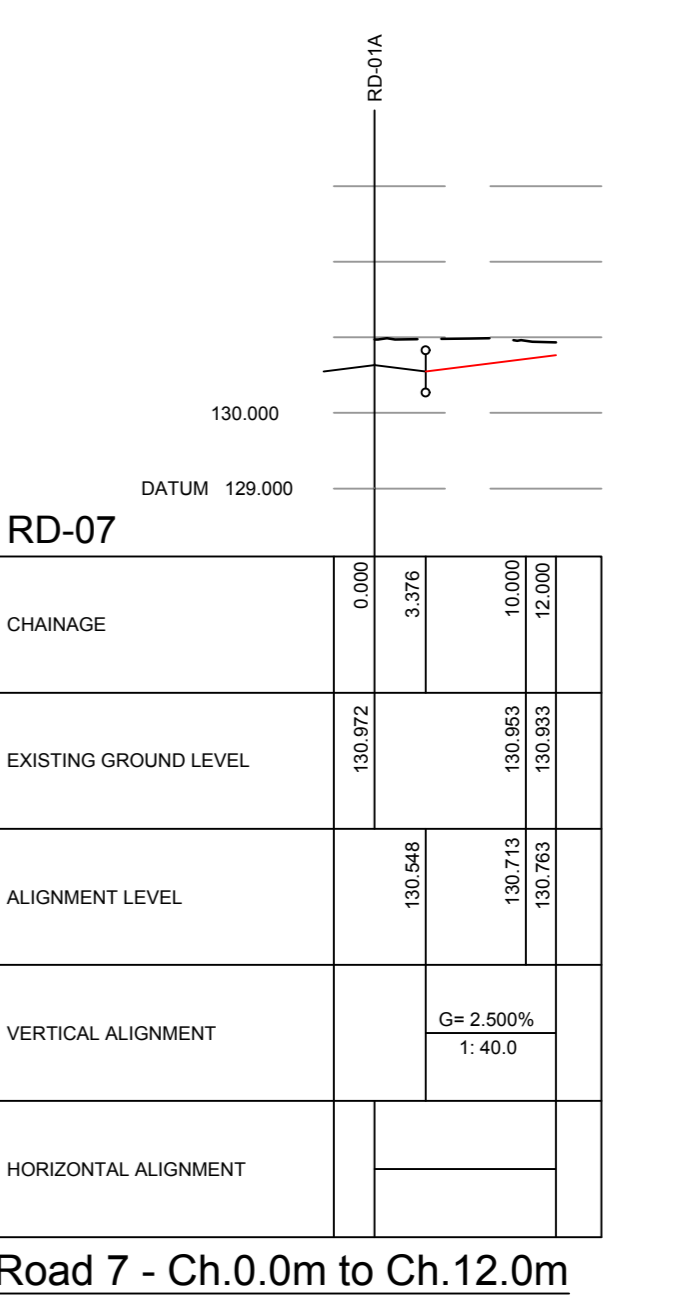 RD-01A
130.000
DATUM 129.000
RD-07
CHAINAGE
0.000
3.376
10.000
12.000
EXISTING GROUND LEVEL
130.972
130.953
130.933
ALIGNMENT LEVEL
130.548
130.713
130.763
VERTICAL ALIGNMENT
G= 2.500%
1: 40.0
HORIZONTAL ALIGNMENT
Road 7 - Ch.0.0m to Ch.12.0m